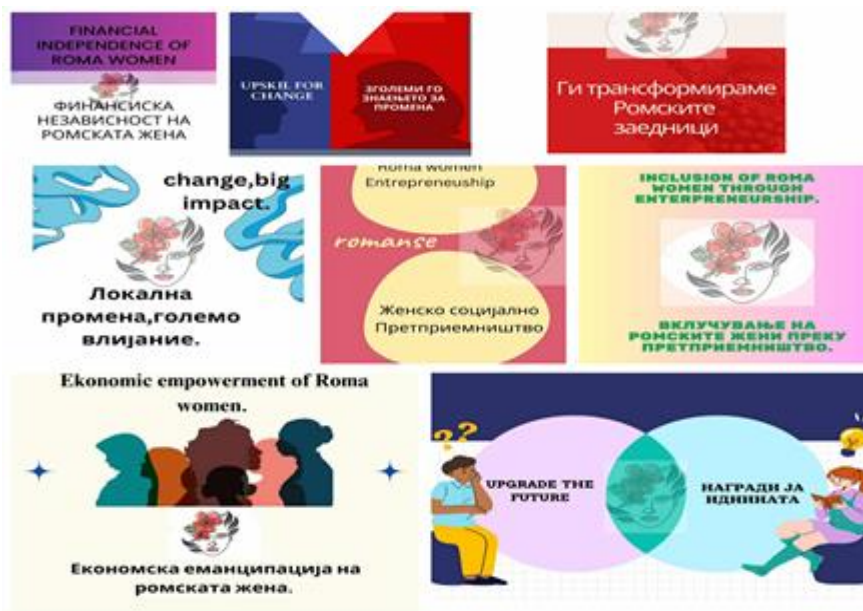 FINANCIAL
INDEPENDENCE OF
ROMA WOMEN
ФИНАНСИСКА
НЕЗАВИСНОСТ НА
РОМСКАТА ЖЕНА
UPSKIL FOR
CHANGE
ЗГОЛЕМИ ГО
ЗНАЕЊЕТО ЗА
ПРОМЕНА
Ги трансформираме
Ромските
заедници
change,big
impact.
Локална
промена,големо
влијание.
Roma women
Entrepreneuship
romanse
Женско социјално
Претприемништво
INCLUSION OF ROMA
WOMEN THROUGH
ENTERPRENEURSHIP.
ВКЛУЧУВАЊЕ НА
РОМСКИТЕ ЖЕНИ ПРЕКУ
ПРЕТПРИЕМНИШТВО.
Ekonomic empowerment of Roma
women.
Економска еманципација на
ромската жена.
??
UPGRADE THE
FUTURE
НАГРАДИ ЈА
ИДНИНАТА